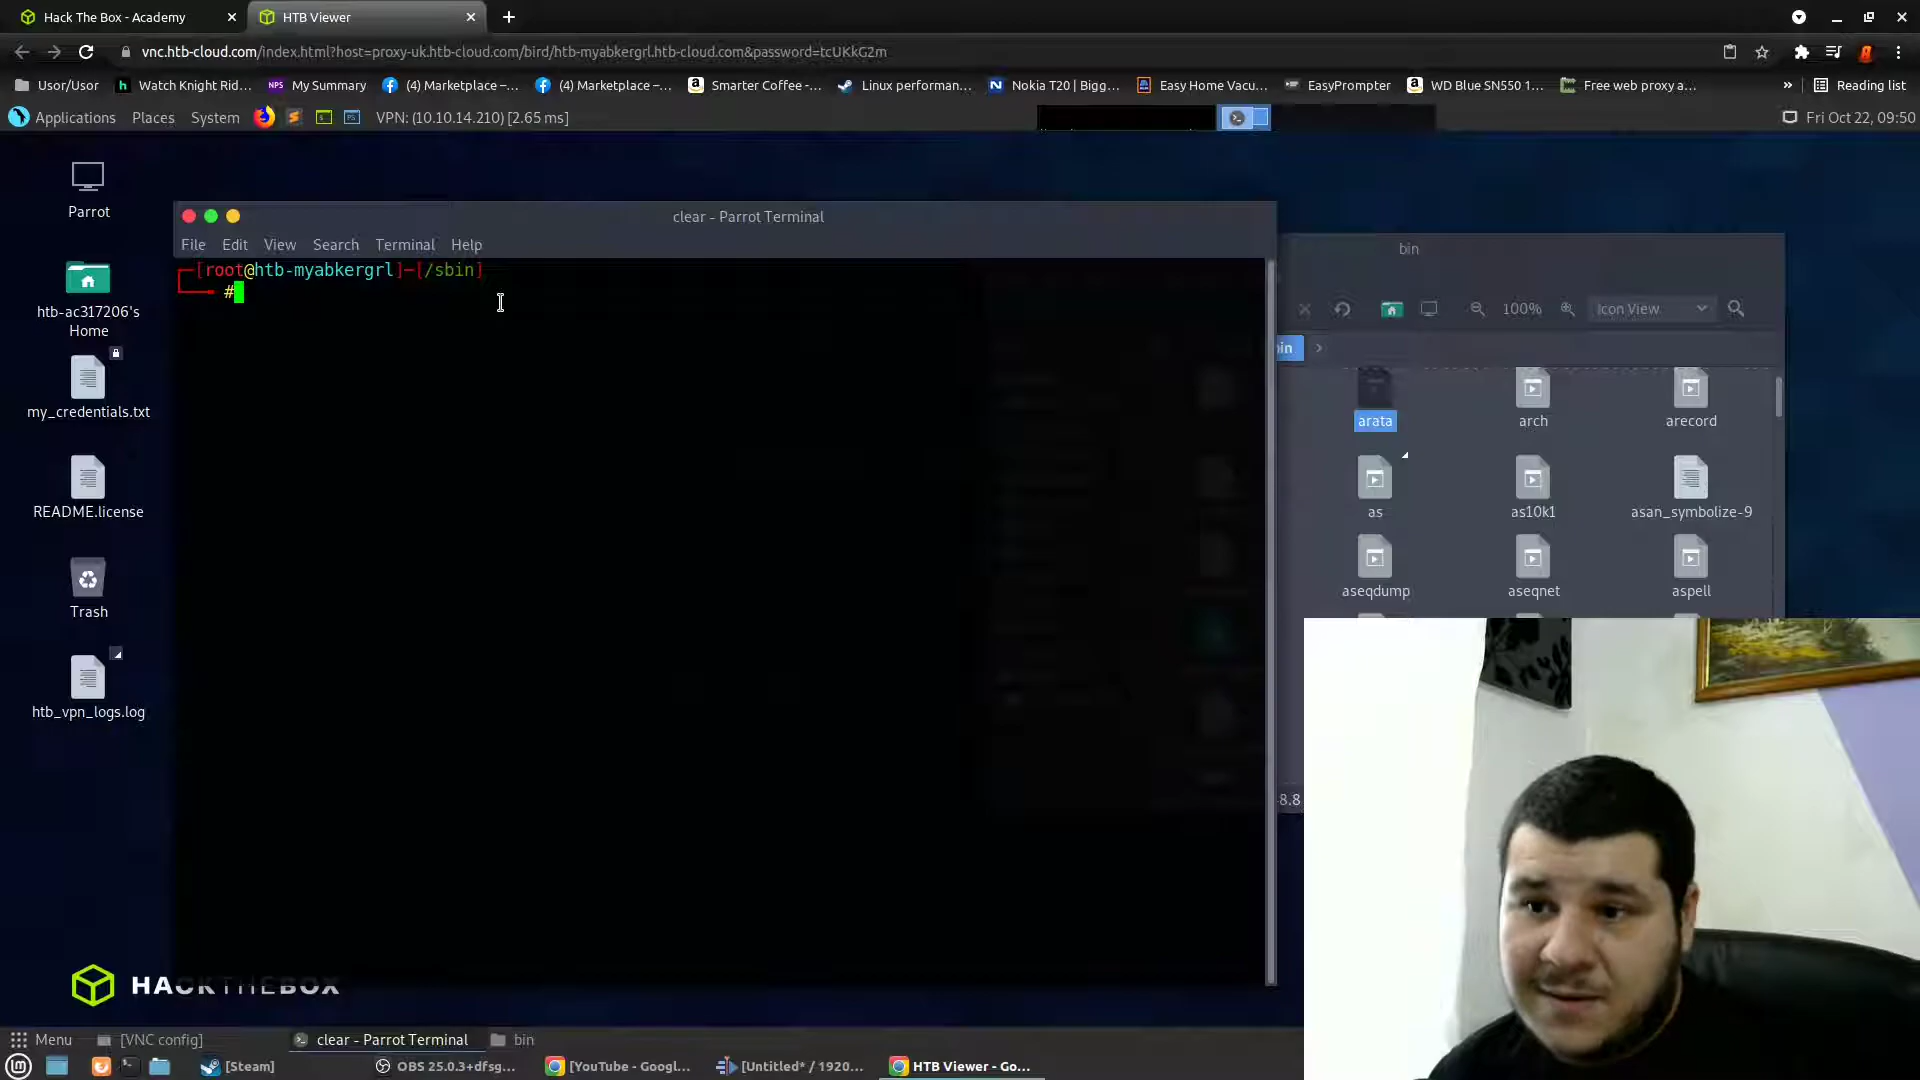 Hack The Box - Academy
HTB Viewer
vnc.htb-cloud.com/index.html?host=proxy-uk.htb-cloud.com/bird/htb-myabkergrl.htb-cloud.com&password=tcUKkG2m
Usor/Usor
Watch Knight Rid...
NPS
My Summary
(4) Marketplace –...
(4) Marketplace –...
Smarter Coffee -...
Linux performan...
Nokia T20 | Bigg...
Easy Home Vacu...
EasyPrompter
WD Blue SN550 1...
Free web proxy a...
»
Reading list
Applications Places System
VPN: (10.10.14.210) [2.65 ms]
Fri Oct 22, 09:50
Parrot
htb-ac317206's
Home
my_credentials.txt
README.license
Trash
htb_vpn_logs.log
clear - Parrot Terminal
File Edit View Search Terminal Help
┌─[root@htb-myabkergrl]─[/sbin]
└──╼ #
bin
100%
Icon View
in
arata
arch
arecord
as
as10k1
asan_symbolize-9
aseqdump
aseqnet
aspell
8.8
HACKTHEBOX
Menu
[VNC config]
clear - Parrot Terminal
bin
[Steam]
OBS 25.0.3+dfsg...
[YouTube - Googl...
[Untitled* / 1920...
HTB Viewer - Go...